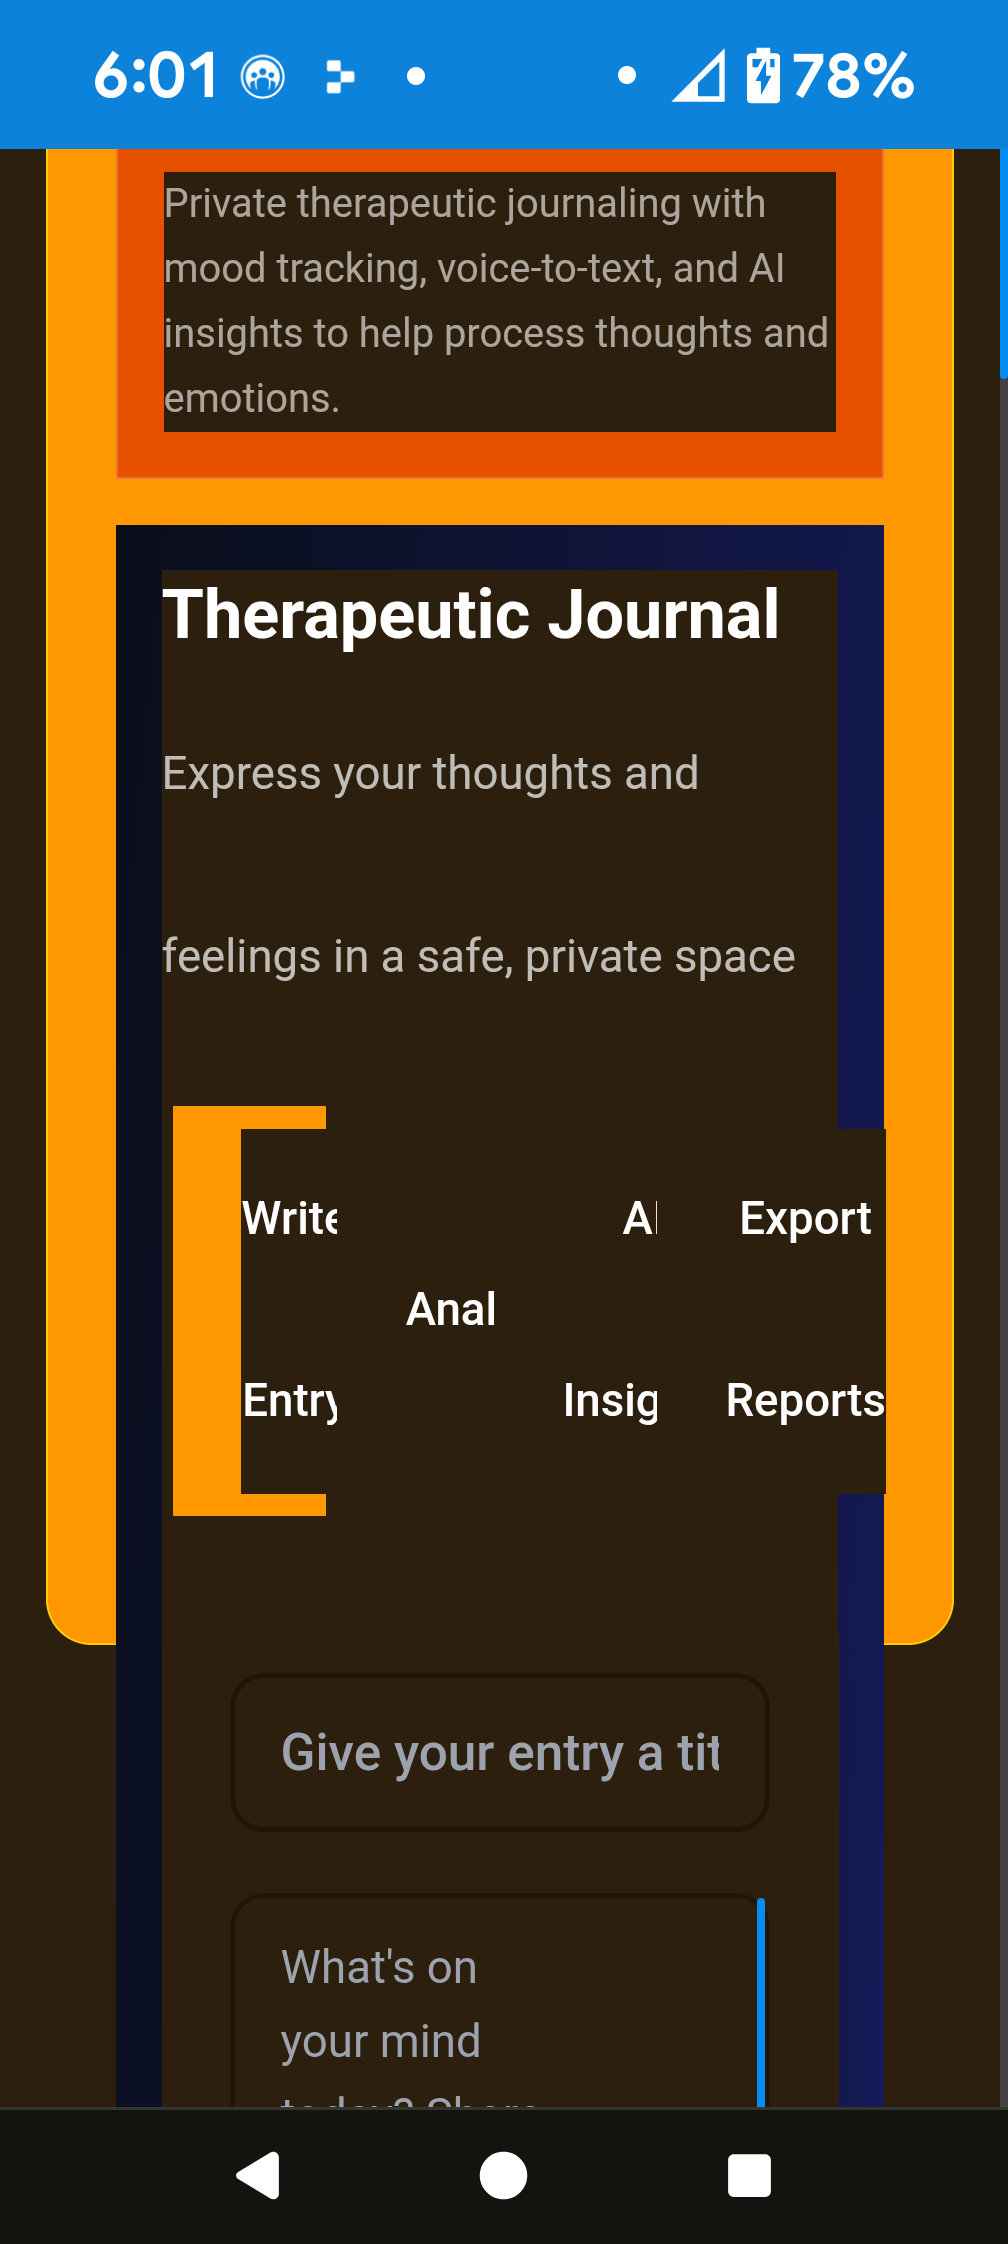 6:01 78%
Private therapeutic journaling with
mood tracking, voice-to-text, and AI
insights to help process thoughts and
emotions.
Therapeutic Journal
Express your thoughts and
feelings in a safe, private space
Write
Entry
Anal
AI
Insig
Export
Reports
Give your entry a tit
What's on
your mind
today? Share